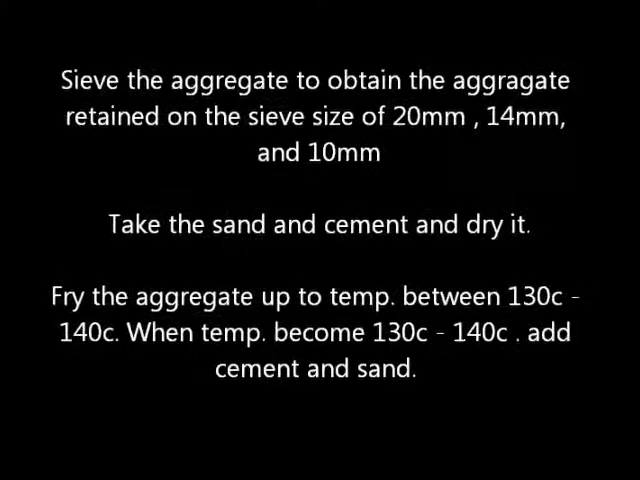 Sieve the aggregate to obtain the aggragate
retained on the sieve size of 20mm , 14mm,
and 10mm
Take the sand and cement and dry it.
Fry the aggregate up to temp. between 130c -
140c. When temp. become 130c - 140c . add
cement and sand.